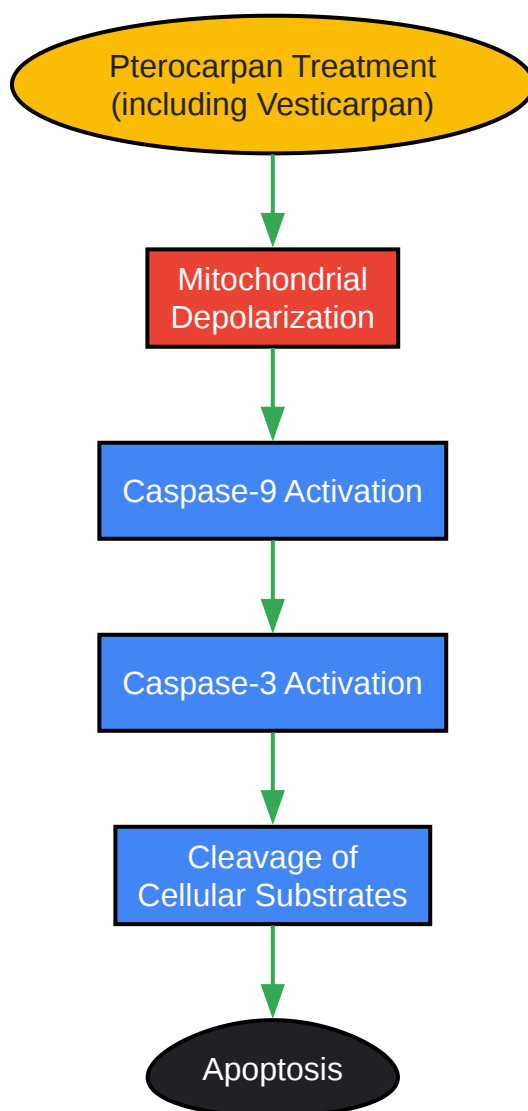 Pterocarpan Treatment
(including Vesticarpan)
Mitochondrial
Depolarization
Caspase-9 Activation
Caspase-3 Activation
Cleavage of
Cellular Substrates
Apoptosis